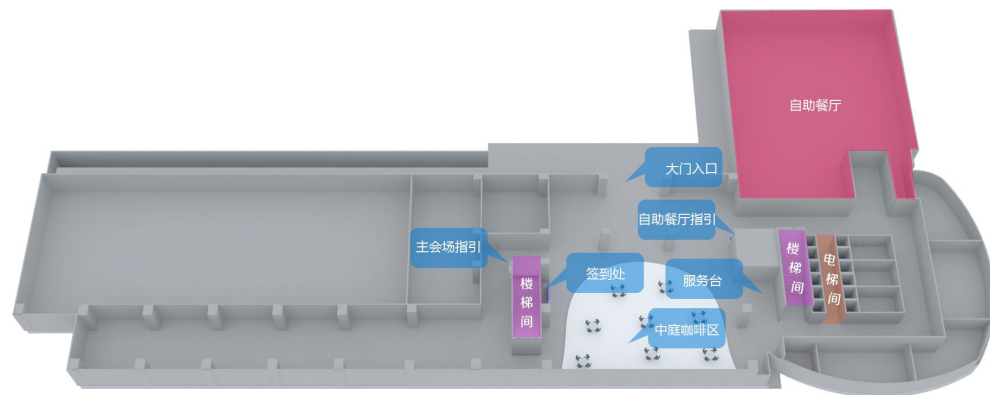 自助餐厅
大门入口
自助餐厅指引
主会场指引
签到处
服务台
楼梯间
楼梯间
电梯间
中庭咖啡区